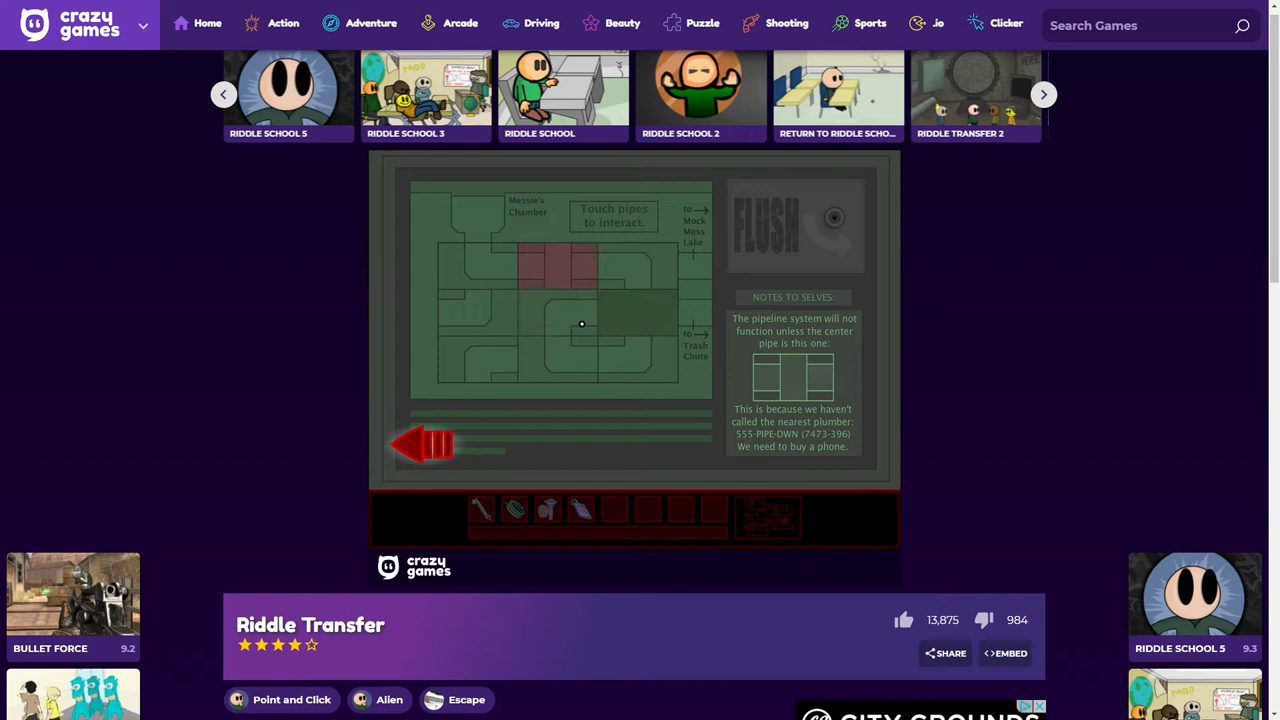 crazy games
Home
Action
Adventure
Arcade
Driving
Beauty
Puzzle
Shooting
Sports
.io
Clicker
Search Games
RIDDLE SCHOOL 5
RIDDLE SCHOOL 3
RIDDLE SCHOOL
RIDDLE SCHOOL 2
RETURN TO RIDDLE SCHO...
RIDDLE TRANSFER 2
Messie's
Chamber
Touch pipes
to interact.
to
Mock
Mess
Lake
to
Trash
Chute
FLUSH
NOTES TO SELVES:
The pipeline system will not
function unless the center
pipe is this one:
This is because we haven't
called the nearest plumber:
555-PIPE-DWN (7473-396)
We need to buy a phone.
crazy
games
BULLET FORCE 9.2
Riddle Transfer
13,875
984
SHARE
EMBED
RIDDLE SCHOOL 5 9.3
Point and Click
Alien
Escape
CITY GROUNDS